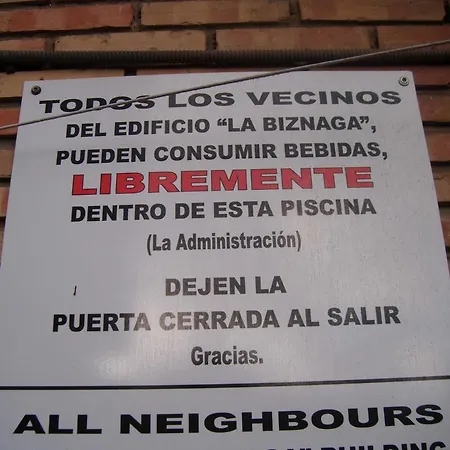 TODOS LOS VECINOS
DEL EDIFICIO “LA BIZNAGA”,
PUEDEN CONSUMIR BEBIDAS,
LIBREMENTE
DENTRO DE ESTA PISCINA
(La Administración)
DEJEN LA
PUERTA CERRADA AL SALIR
Gracias.
ALL NEIGHBOURS
BUILDING